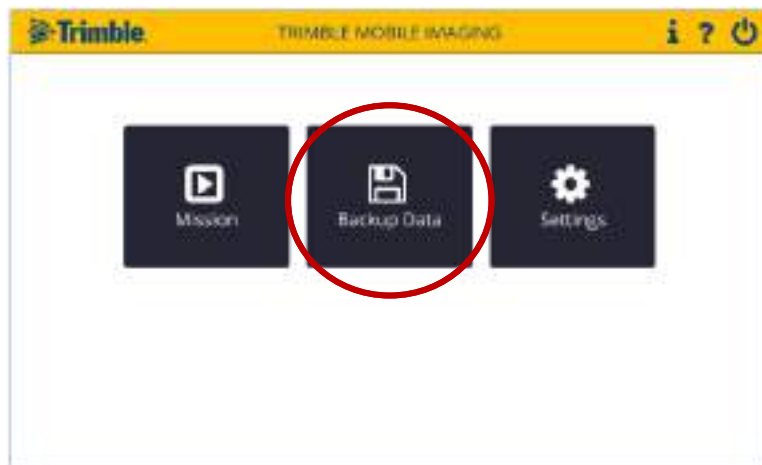 Trimble TRIMBLE MOBILE IMAGING i ?
Mission Backup Data Settings